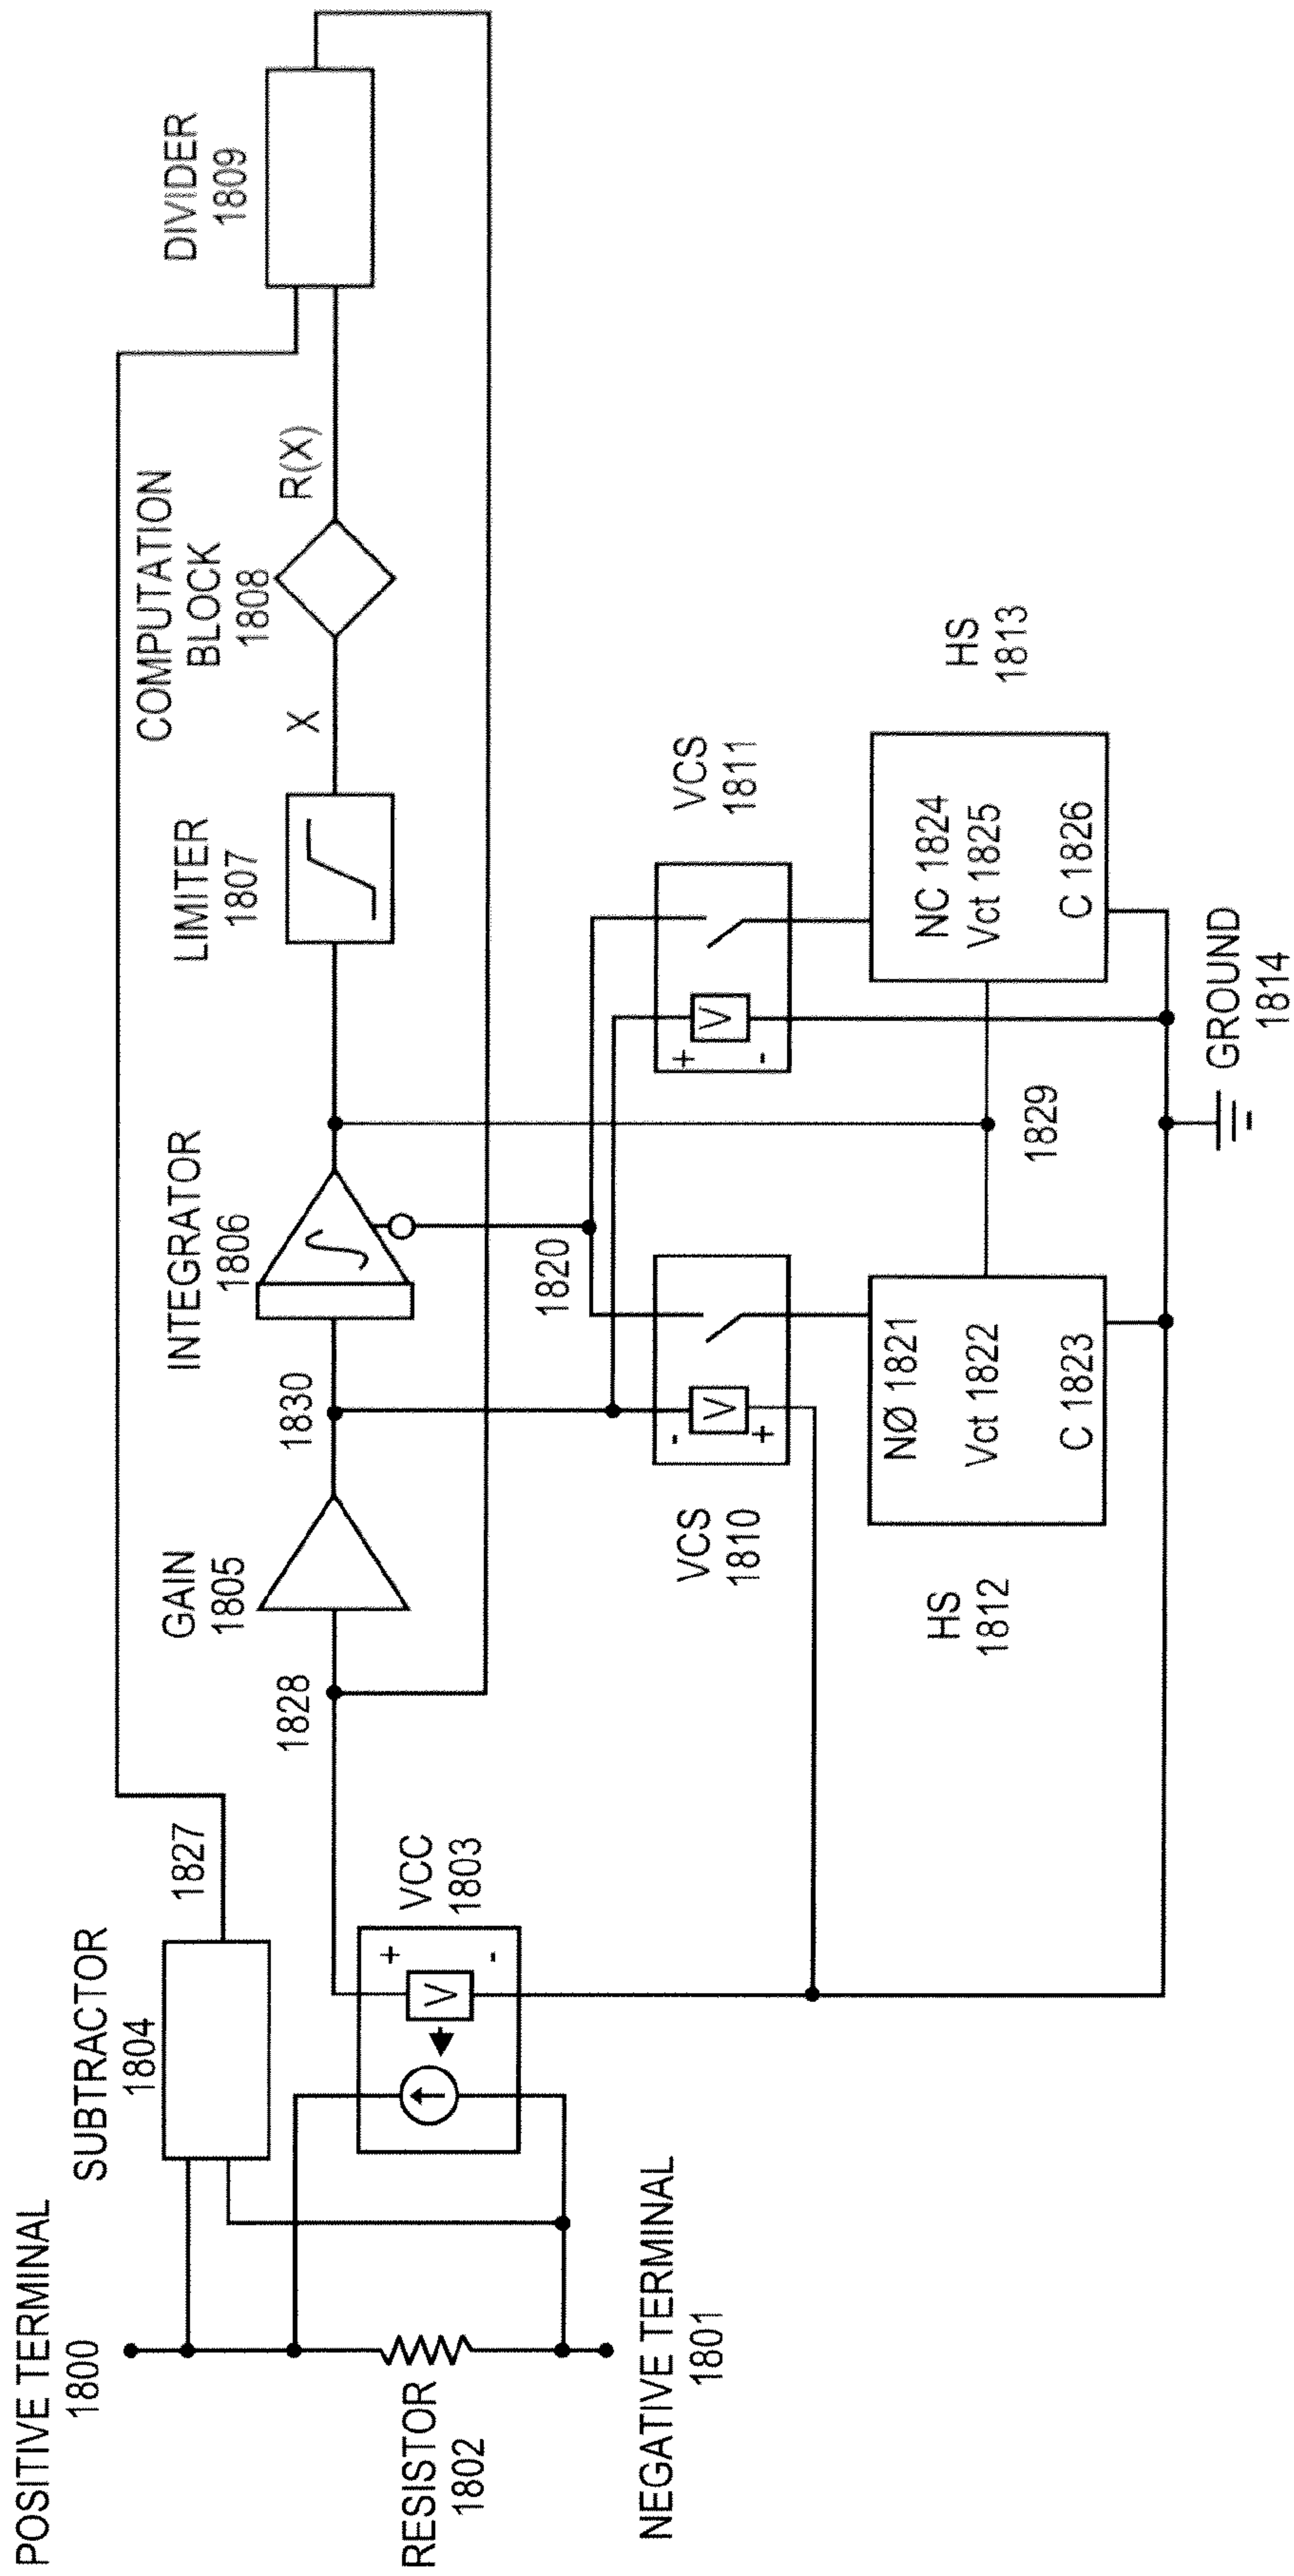 POSITIVE TERMINAL
1800
SUBTRACTOR
1804
1827
RESISTOR
1802
NEGATIVE TERMINAL
1801
VCC
1803
+
V
-
1828
GAIN
1805
1830
INTEGRATOR
1806
∫
LIMITER
1807
X
COMPUTATION
BLOCK
1808
R(X)
DIVIDER
1809
1820
VCS
1810
-
V
+
VCS
1811
+
V
-
HS
1812
NØ 1821
Vct 1822
C 1823
1829
HS
1813
NC 1824
Vct 1825
C 1826
GROUND
1814